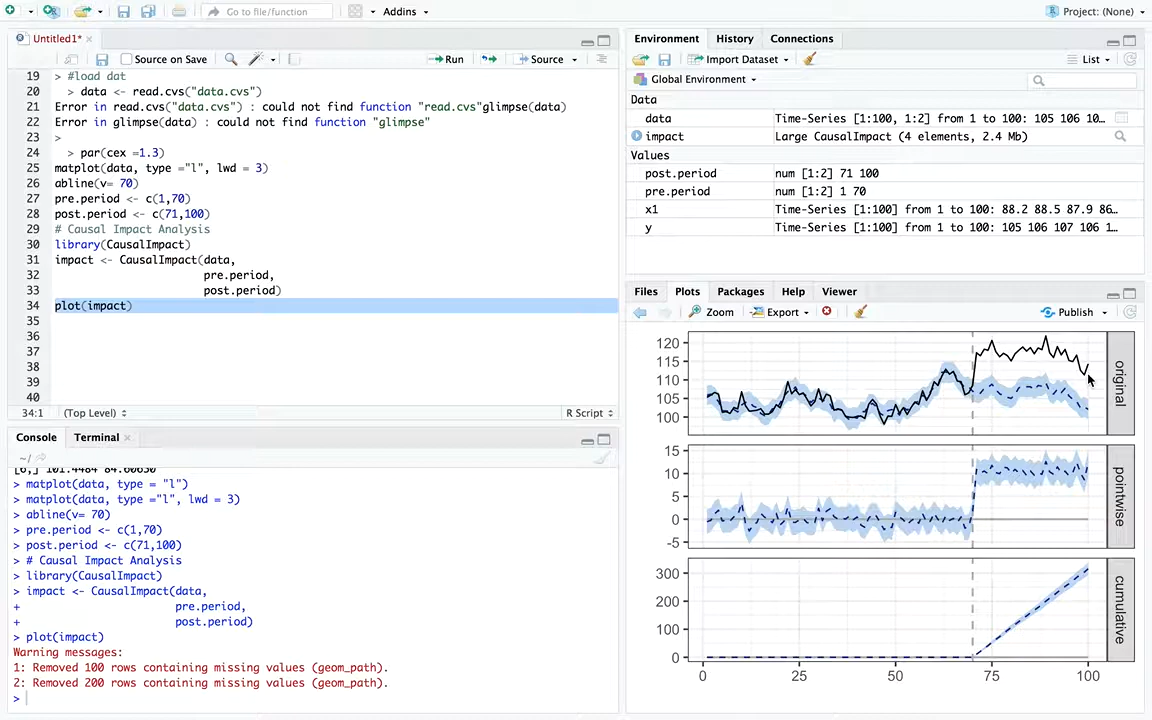 Go to file/function
Addins
Project: (None)
Untitled1*
Source on Save
Run
Source
19 > #load dat
20 > data <- read.cvs("data.cvs")
21 Error in read.cvs("data.cvs") : could not find function "read.cvs"glimpse(data)
22 Error in glimpse(data) : could not find function "glimpse"
23 >
24 > par(cex =1.3)
25 matplot(data, type ="l", lwd = 3)
26 abline(v= 70)
27 pre.period <- c(1,70)
28 post.period <- c(71,100)
29 # Causal Impact Analysis
30 library(CausalImpact)
31 impact <- CausalImpact(data,
32 pre.period,
33 post.period)
34 plot(impact)
35
36
37
38
39
40
34:1 (Top Level) R Script
Console Terminal
~/
[6,] 101.4484 84.60650
> matplot(data, type = "l")
> matplot(data, type ="l", lwd = 3)
> abline(v= 70)
> pre.period <- c(1,70)
> post.period <- c(71,100)
> # Causal Impact Analysis
> library(CausalImpact)
> impact <- CausalImpact(data,
+ pre.period,
+ post.period)
> plot(impact)
Warning messages:
1: Removed 100 rows containing missing values (geom_path).
2: Removed 200 rows containing missing values (geom_path).
>
Environment History Connections
Import Dataset
List
Global Environment
Data
data Time-Series [1:100, 1:2] from 1 to 100: 105 106 10…
impact Large CausalImpact (4 elements, 2.4 Mb)
Values
post.period num [1:2] 71 100
pre.period num [1:2] 1 70
x1 Time-Series [1:100] from 1 to 100: 88.2 88.5 87.9 86…
y Time-Series [1:100] from 1 to 100: 105 106 107 106 1…
Files Plots Packages Help Viewer
Zoom Export Publish
120
115
110
105
100
original
15
10
5
0
-5
pointwise
300
200
100
0
cumulative
0 25 50 75 100